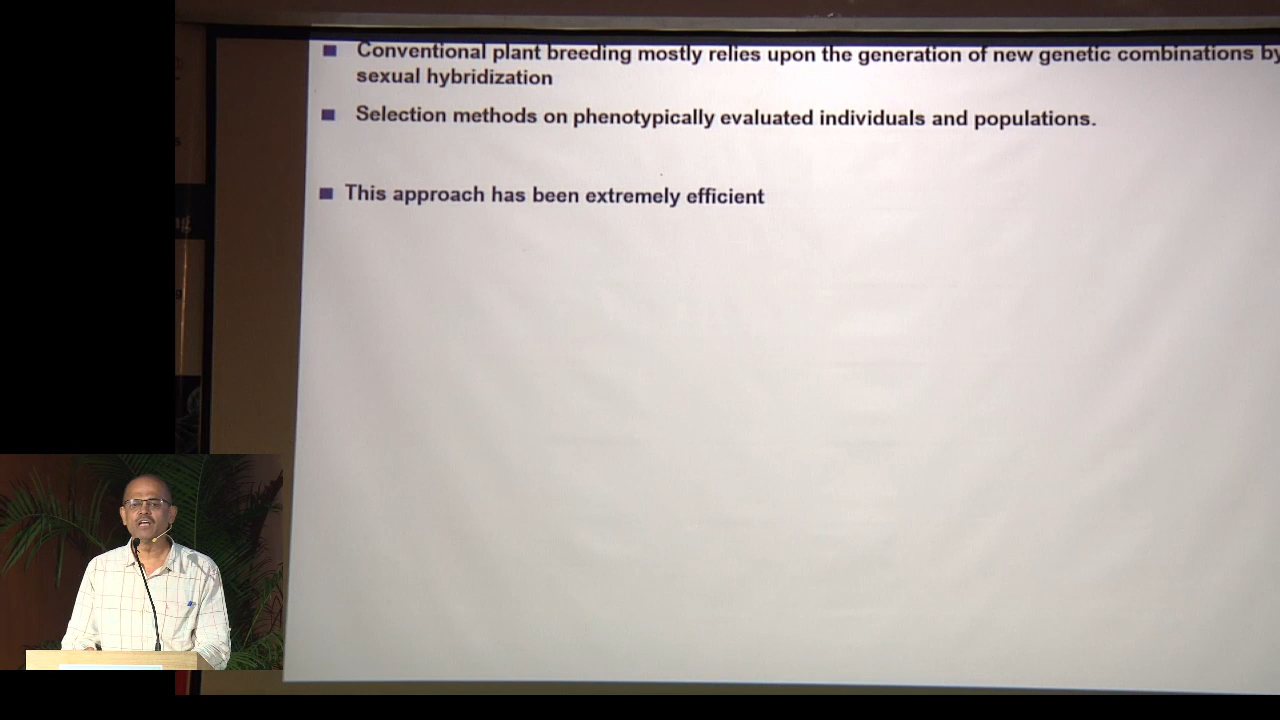 Conventional plant breeding mostly relies upon the generation of new genetic combinations by
sexual hybridization
Selection methods on phenotypically evaluated individuals and populations.
This approach has been extremely efficient